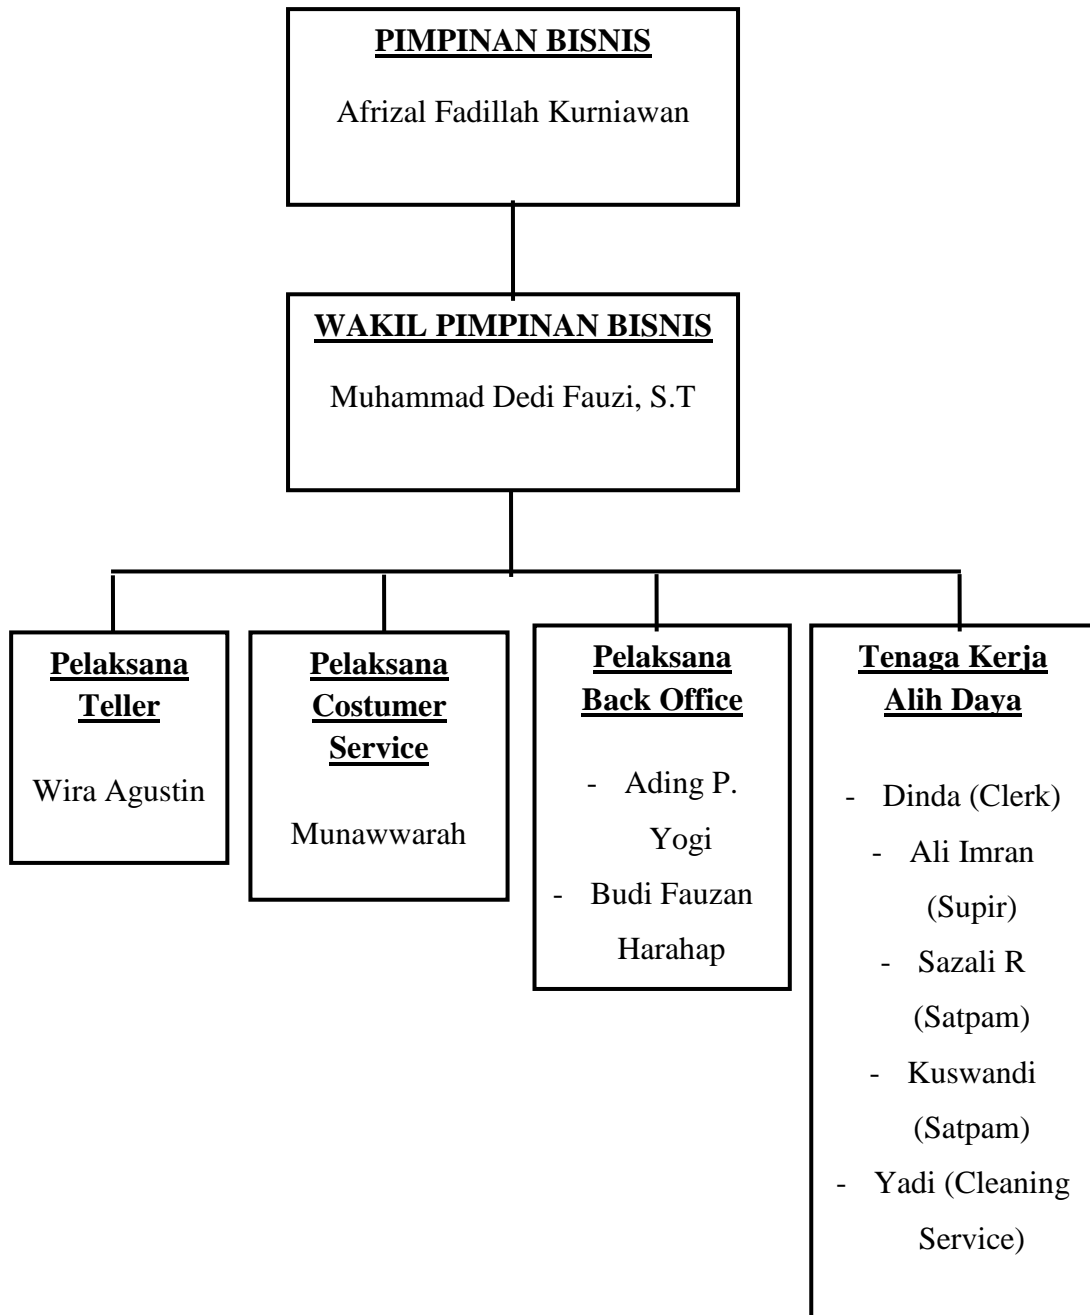 PIMPINAN BISNIS
Afrizal Fadillah Kurniawan
WAKIL PIMPINAN BISNIS
Muhammad Dedi Fauzi, S.T
Pelaksana
Teller
Wira Agustin
Pelaksana
Costumer
Service
Munawwarah
Pelaksana
Back Office
- Ading P.
Yogi
- Budi Fauzan
Harahap
Tenaga Kerja
Alih Daya
- Dinda (Clerk)
- Ali Imran
(Supir)
- Sazali R
(Satpam)
- Kuswandi
(Satpam)
- Yadi (Cleaning
Service)